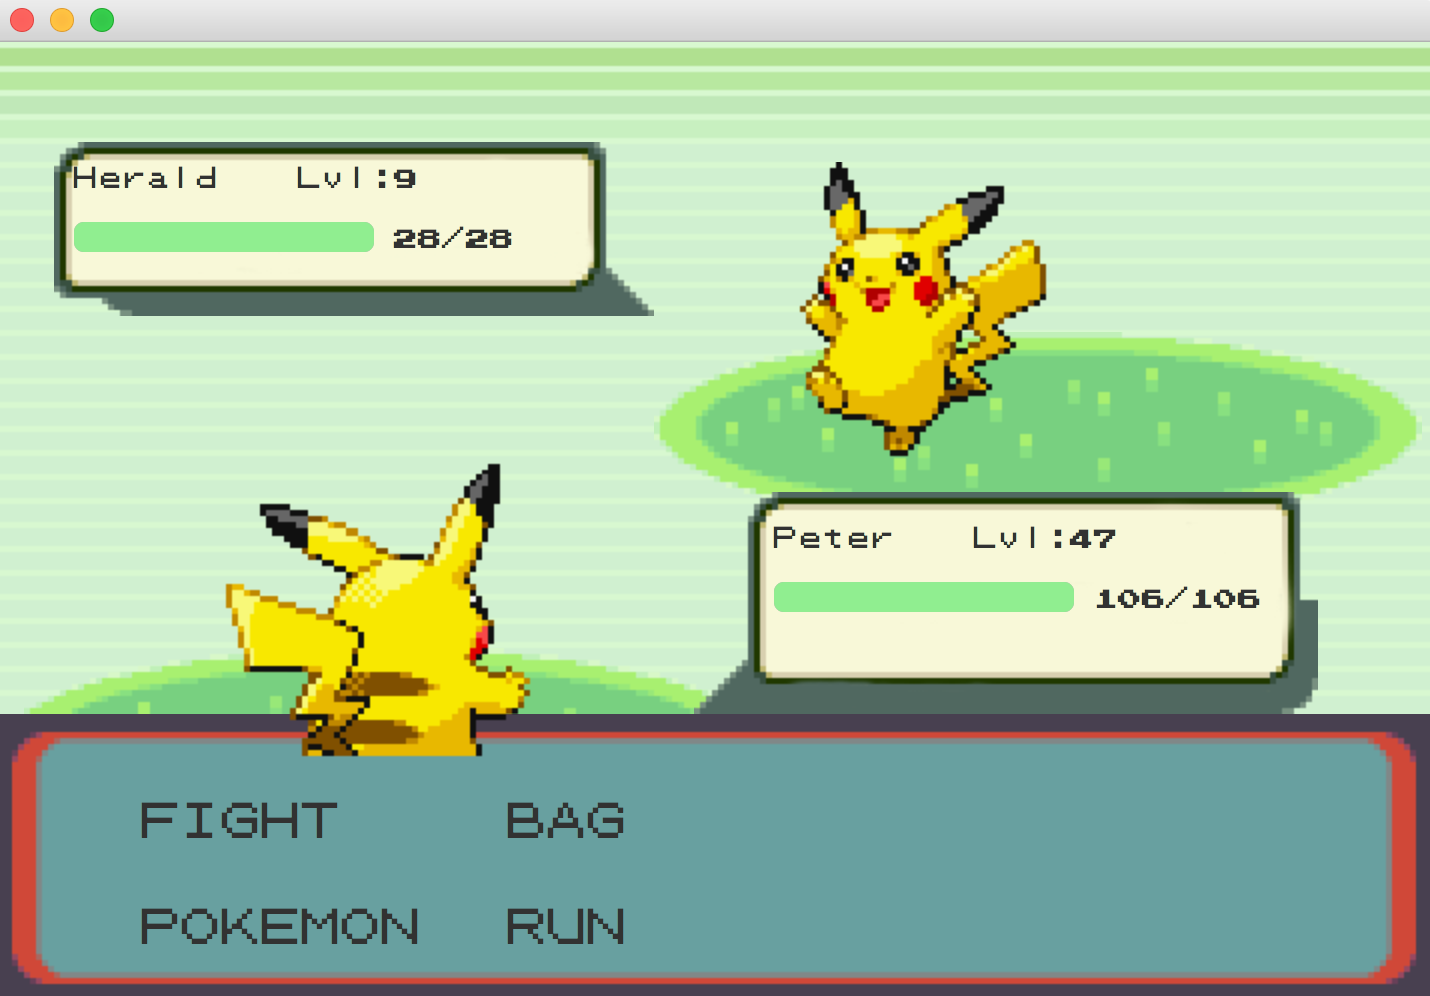 Herald Lvl:9
28/28
Peter Lvl:47
106/106
FIGHT BAG
POKEMON RUN